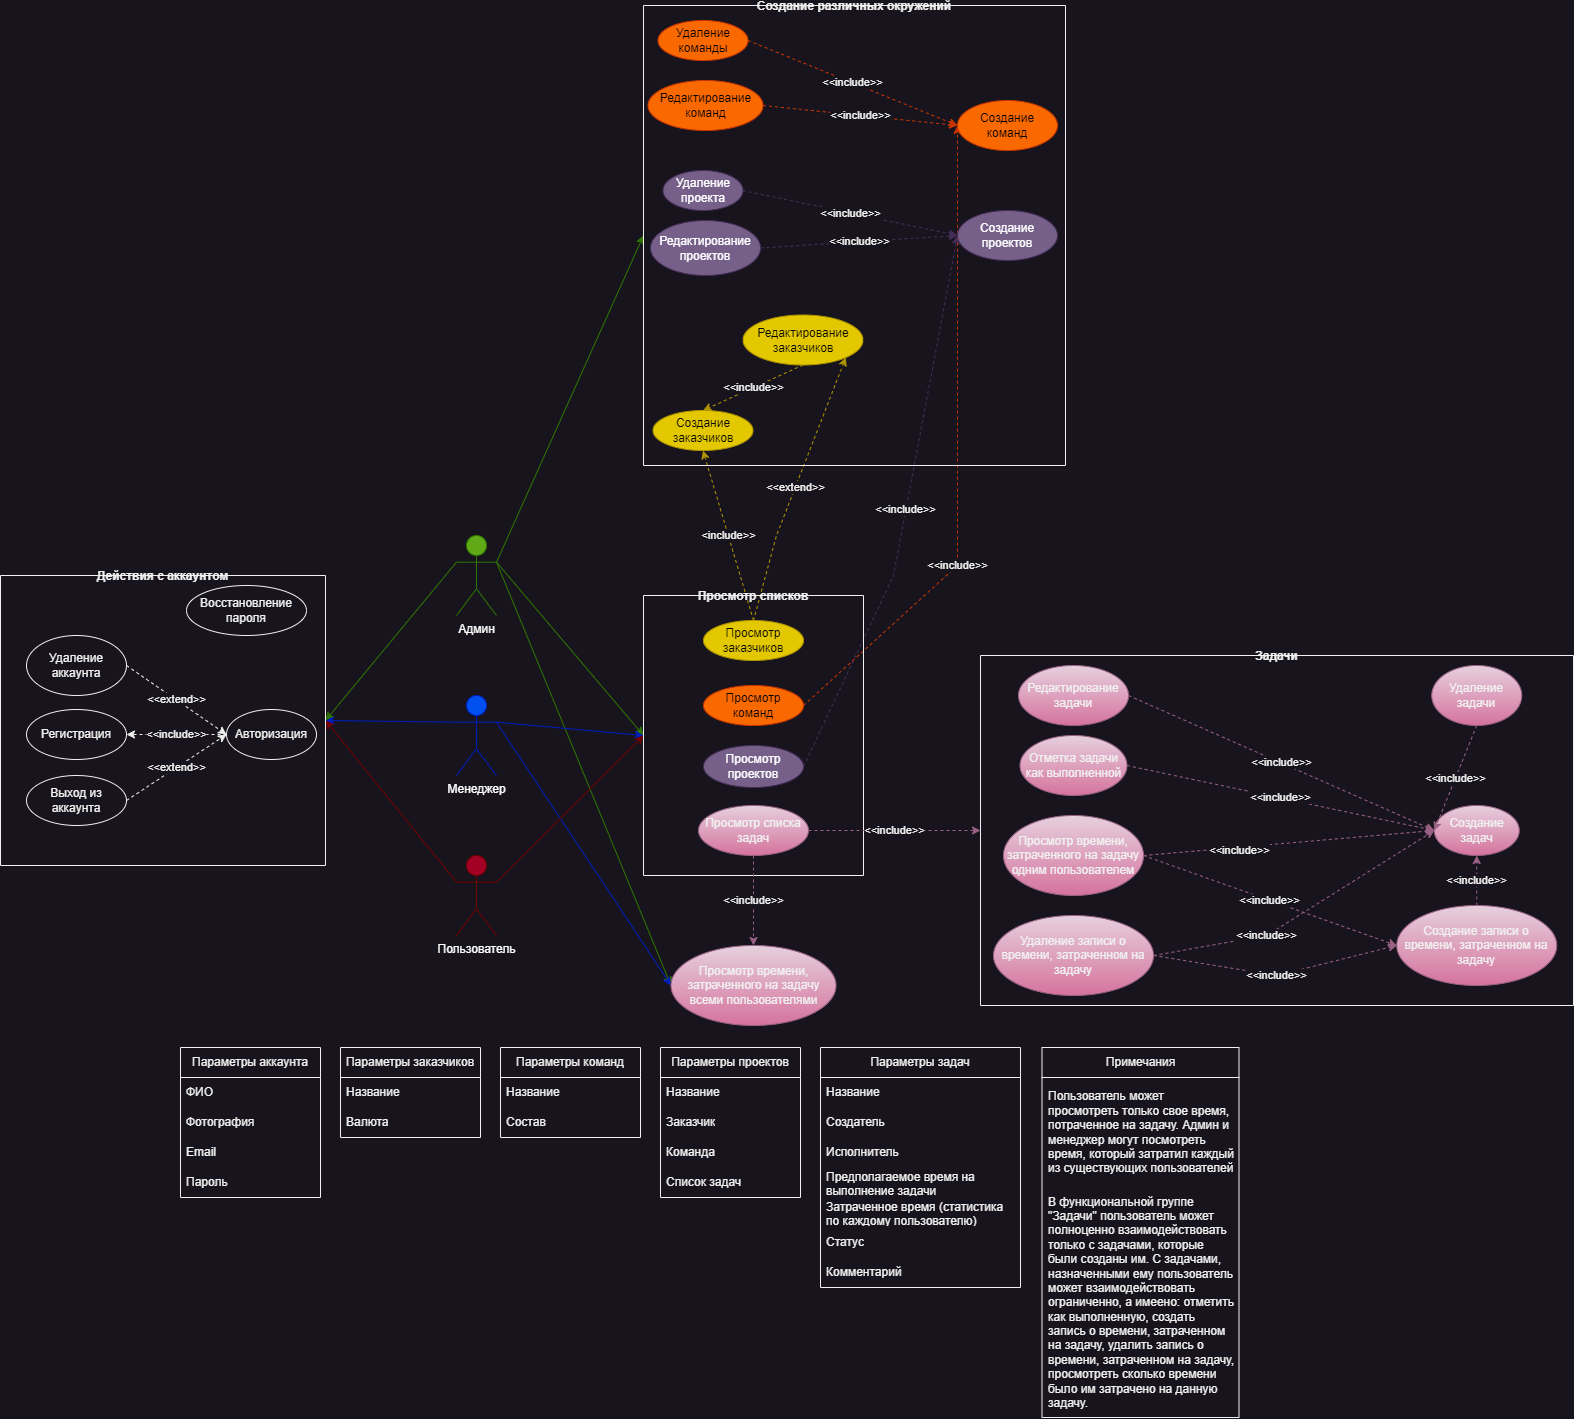 Создание различных окружений
Удаление
команды
<<include>>
Редактирование
команд
<<include>>
Создание
команд
Удаление
проекта
<<include>>
Редактирование
проектов
<<include>>
Создание
проектов
Редактирование
заказчиков
<<include>>
Создание
заказчиков
<<extend>>
<include>>
<<include>>
<<include>>
Действия с аккаунтом
Восстановление
пароля
Удаление
аккаунта
<<extend>>
Регистрация
<<include>>
Авторизация
<<extend>>
Выход из
аккаунта
Админ
Менеджер
Пользователь
Просмотр списков
Просмотр
заказчиков
Просмотр
команд
Просмотр
проектов
Просмотр списка
задач
<<include>>
<<include>>
Просмотр времени,
затраченного на задачу
всеми пользователями
Задачи
Редактирование
задачи
Удаление
задачи
<<include>>
Отметка задачи
как выполненной
<<include>>
<<include>>
Создание
задач
Просмотр времени,
затраченного на задачу
одним пользователем
<<include>>
<<include>>
<<include>>
Удаление записи о
времени, затраченном на
задачу
<<include>>
<<include>>
Создание записи о
времени, затраченном на
задачу
Параметры аккаунта
ФИО
Фотография
Email
Пароль
Параметры заказчиков
Название
Валюта
Параметры команд
Название
Состав
Параметры проектов
Название
Заказчик
Команда
Список задач
Параметры задач
Название
Создатель
Исполнитель
Предполагаемое время на
выполнение задачи
Затраченное время (статистика
по каждому пользователю)
Статус
Комментарий
Примечания
Пользователь может
просмотреть только свое время,
потраченное на задачу. Админ и
менеджер могут посмотреть
время, который затратил каждый
из существующих пользователей
В функциональной группе
"Задачи" пользователь может
полноценно взаимодействовать
только с задачами, которые
были созданы им. С задачами,
назначенными ему пользователь
может взаимодействовать
ограниченно, а имеено: отметить
как выполненную, создать
запись о времени, затраченном
на задачу, удалить запись о
времени, затраченном на задачу,
просмотреть сколько времени
было им затрачено на данную
задачу.